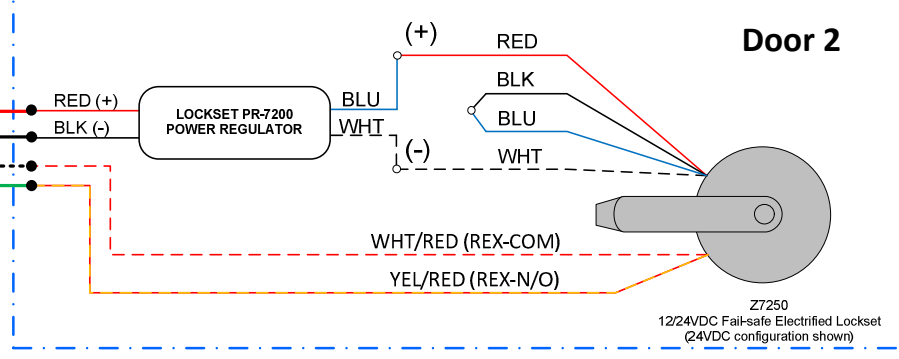 Door 2
(+)
RED
BLK
RED (+)
BLU
LOCKSET PR-7200
POWER REGULATOR
BLU
BLK (-)
WHT
(-)
WHT
WHT/RED (REX-COM)
YEL/RED (REX-N/O)
Z7250
12/24VDC Fail-safe Electrified Lockset
(24VDC configuration shown)